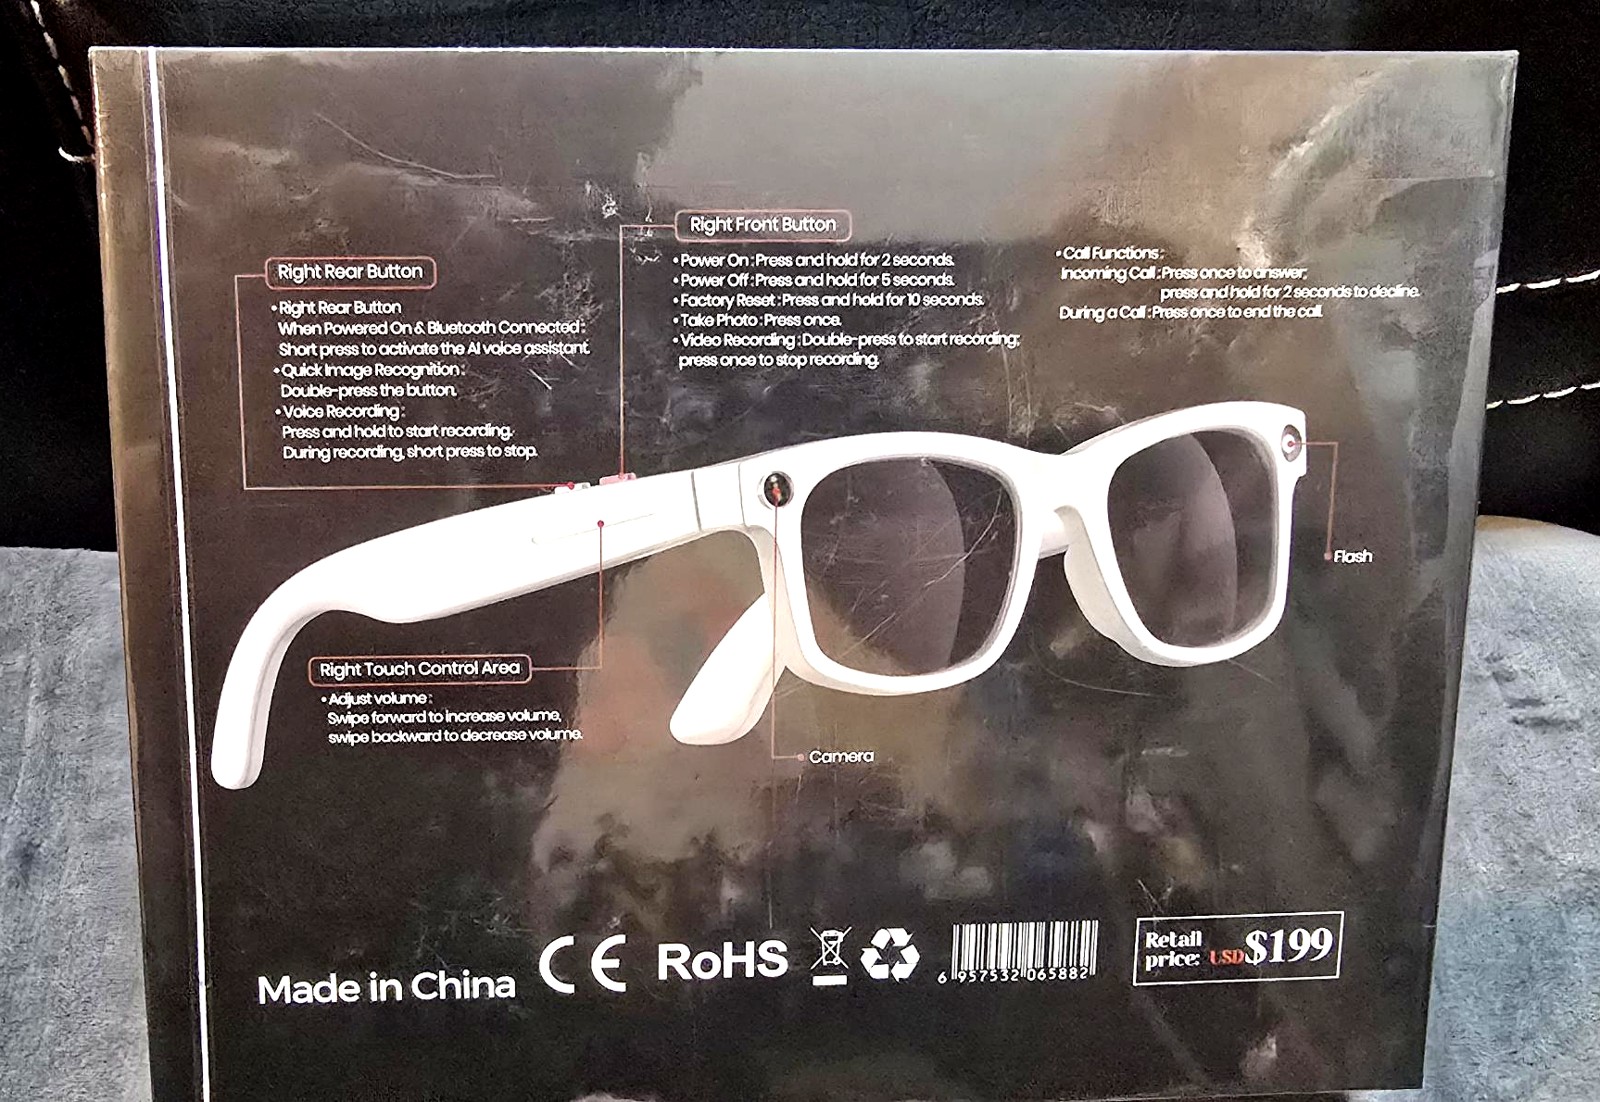 Right Rear Button
• Right Rear Button
When Powered On & Bluetooth Connected:
Short press to activate the AI voice assistant.
• Quick Image Recognition:
Double-press the button.
• Voice Recording:
Press and hold to start recording.
During recording, short press to stop.
Right Front Button
• Power On: Press and hold for 2 seconds.
• Power Off: Press and hold for 5 seconds.
• Factory Reset: Press and hold for 10 seconds.
• Take Photo: Press once.
• Video Recording: Double-press to start recording;
press once to stop recording.
• Call Functions:
Incoming Call: Press once to answer;
press and hold for 2 seconds to decline.
During a Call: Press once to end the call.
Flash
Right Touch Control Area
• Adjust volume:
Swipe forward to increase volume,
swipe backward to decrease volume.
Camera
Made in China
CE
RoHS
6 957532 065882
Retail
price: USD $199